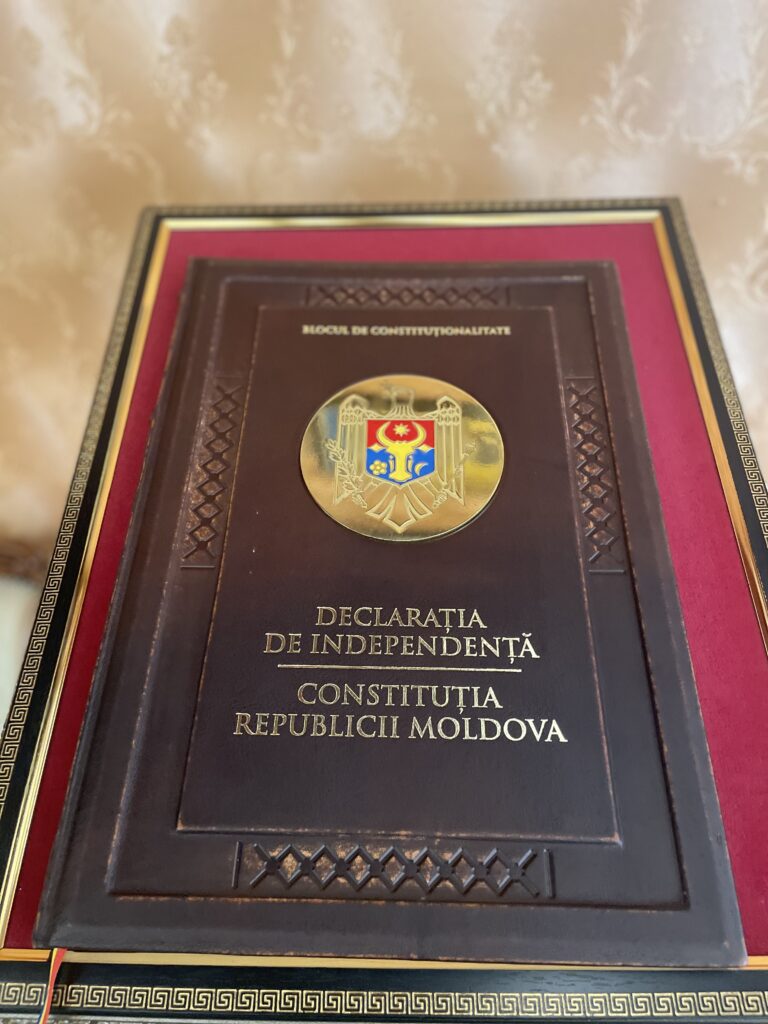 BLOCUL DE CONSTITUȚIONALITATE
DECLARAȚIA
DE INDEPENDENȚĂ
CONSTITUȚIA
REPUBLICII MOLDOVA